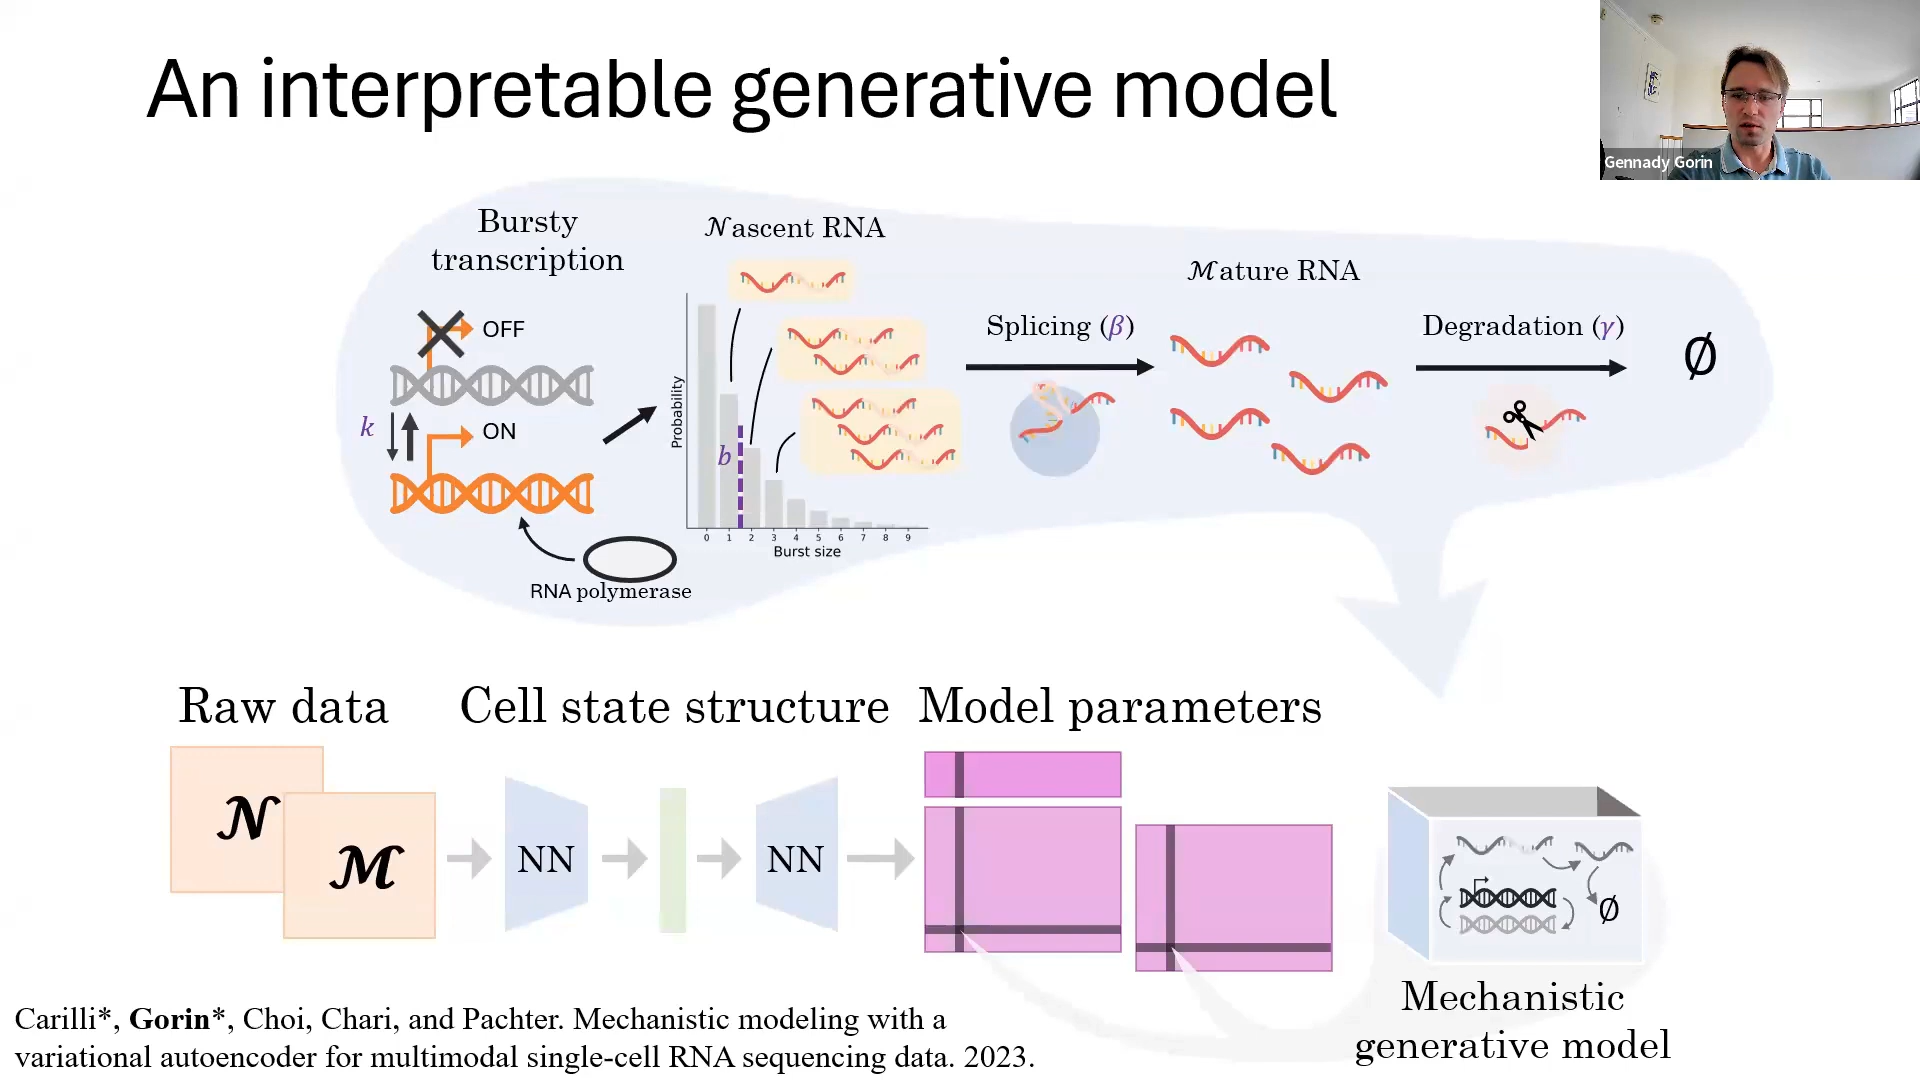 An interpretable generative model
Gennady Gorin
Bursty
transcription
𝒩ascent RNA
ℳature RNA
OFF
k
ON
RNA polymerase
Probability
b
0 1 2 3 4 5 6 7 8 9
Burst size
Splicing (β)
Degradation (γ)
∅
Raw data
Cell state structure
Model parameters
𝒩
ℳ
NN
NN
∅
Mechanistic
generative model
Carilli*, Gorin*, Choi, Chari, and Pachter. Mechanistic modeling with a
variational autoencoder for multimodal single-cell RNA sequencing data. 2023.